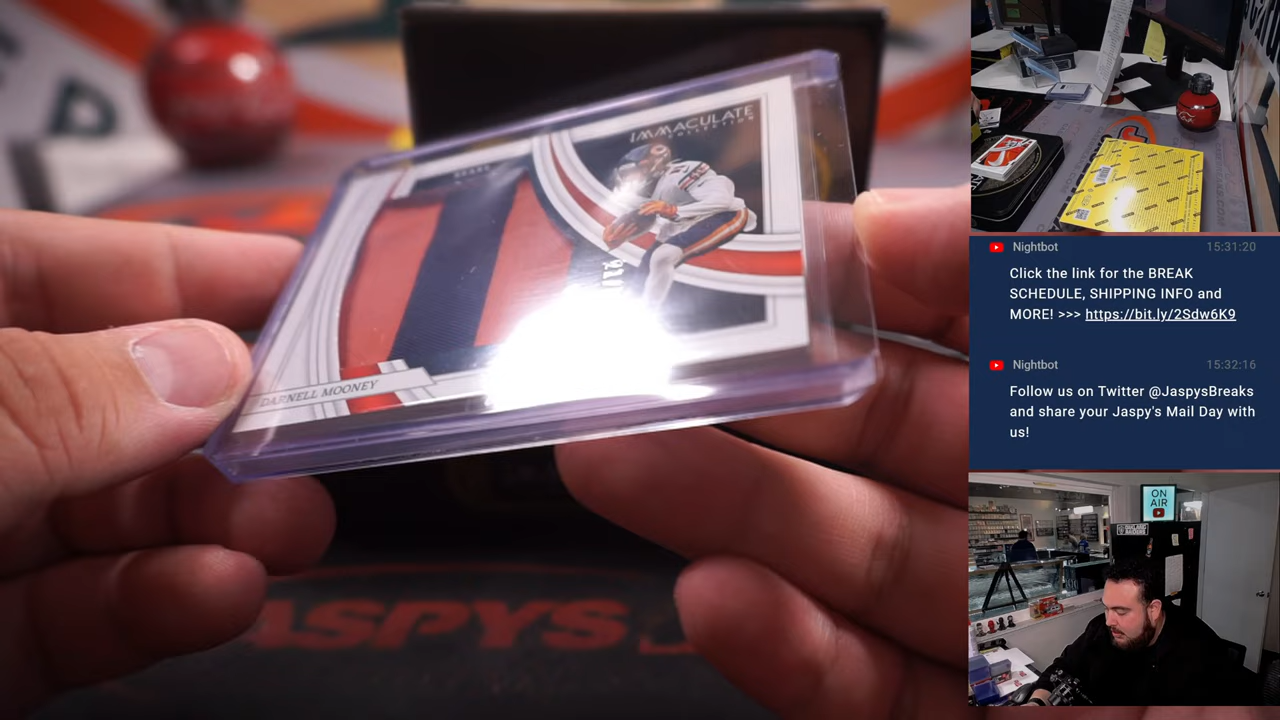 IMMACULATE
COLLECTION
BEARS
DARNELL MOONEY
JASPYS
Nightbot 15:31:20
Click the link for the BREAK
SCHEDULE, SHIPPING INFO and
MORE! >>> https://bit.ly/2Sdw6K9
Nightbot 15:32:16
Follow us on Twitter @JaspysBreaks
and share your Jaspy's Mail Day with
us!
ON
AIR